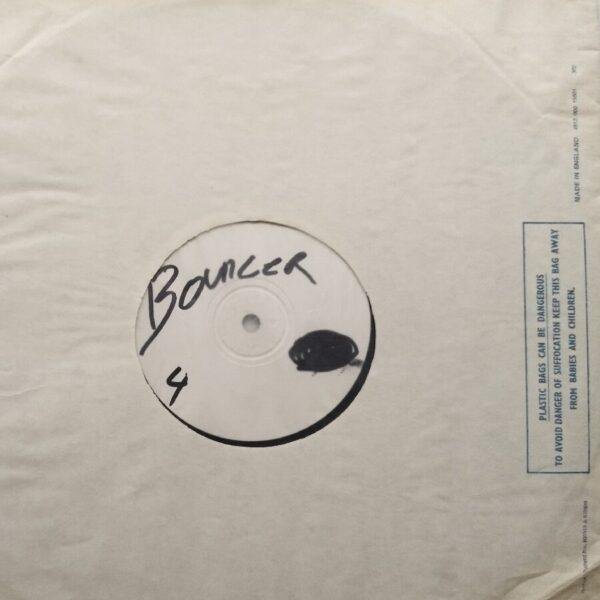 BOUNCER
4
PLASTIC BAGS CAN BE DANGEROUS
TO AVOID DANGER OF SUFFOCATION KEEP THIS BAG AWAY
FROM BABIES AND CHILDREN.
MADE IN ENGLAND